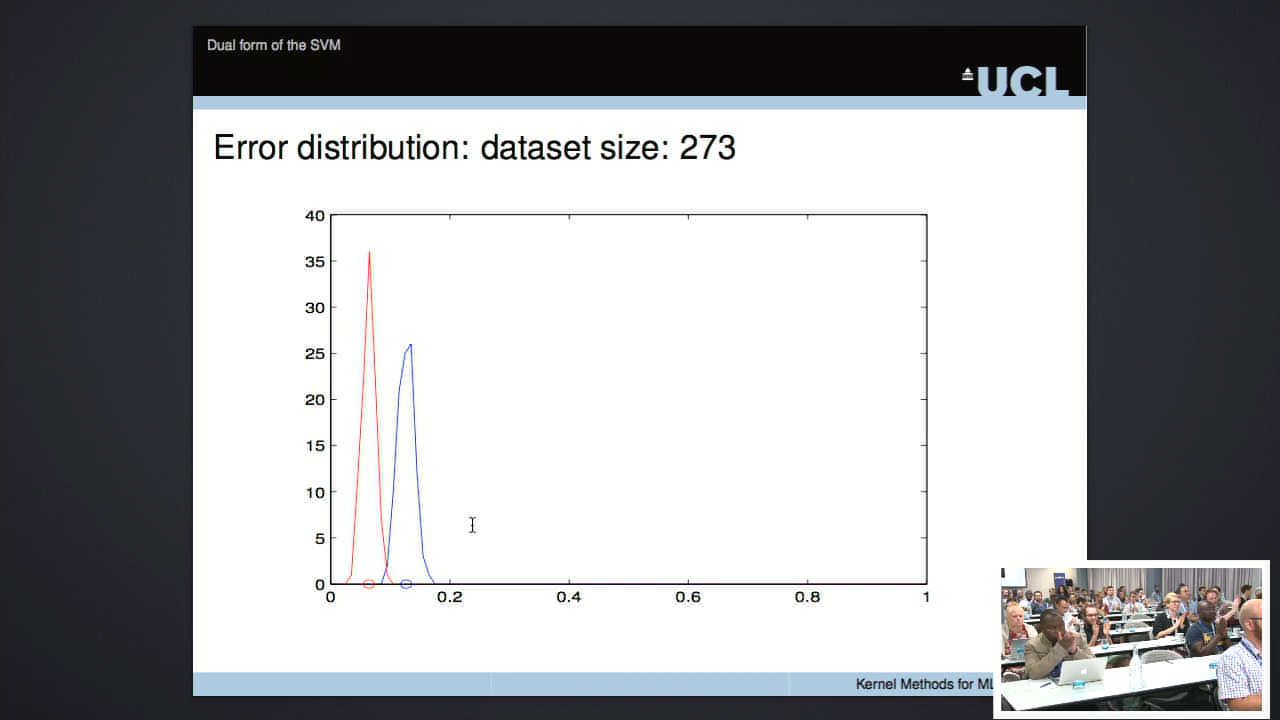 Dual form of the SVM
UCL
Error distribution: dataset size: 273
40
35
30
25
20
15
10
5
0
0 0.2 0.4 0.6 0.8 1
Kernel Methods for ML